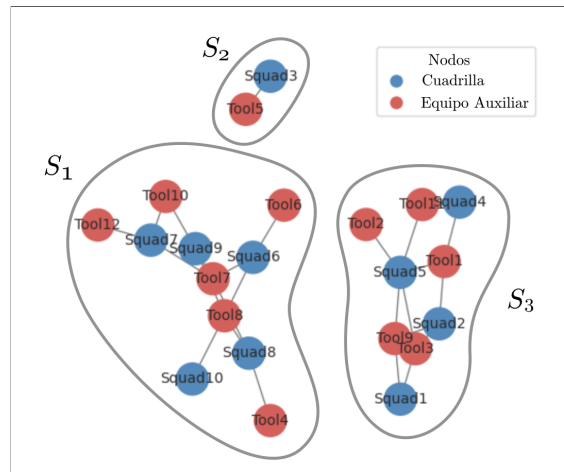 S₂
Nodos
Cuadrilla
Equipo Auxiliar
Squad3
Tool5
S₁
Tool10
Tool6
Tool12
Squad7
Squad9
Squad6
Tool7
Tool8
Squad8
Squad10
Tool4
Squad4
Tool2
Squad5
Tool1
S₃
Squad2
Tool9
Tool3
Squad1